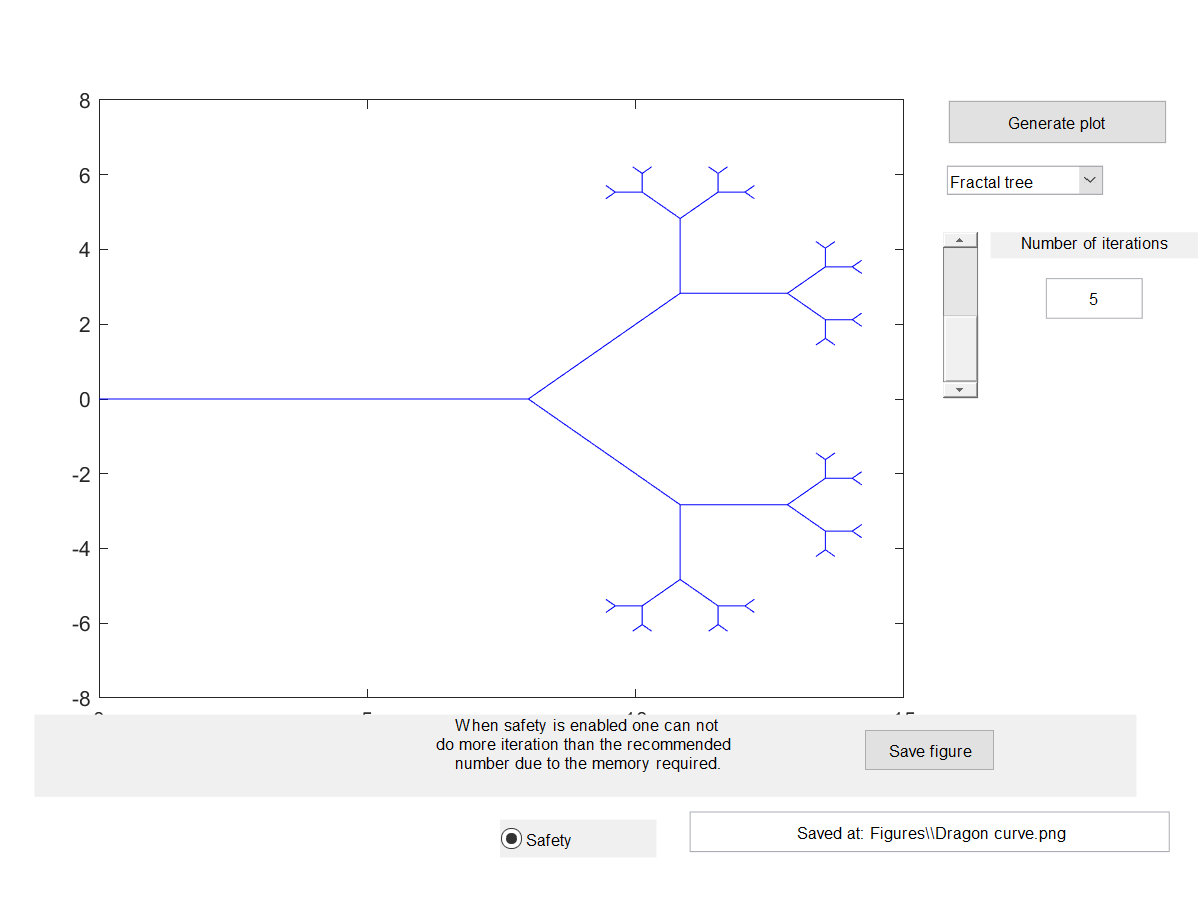 Generate plot
Fractal tree
Number of iterations
5
8
6
4
2
0
-2
-4
-6
-8
When safety is enabled one can not
do more iteration than the recommended
number due to the memory required.
Save figure
Safety
Saved at: Figures\\Dragon curve.png